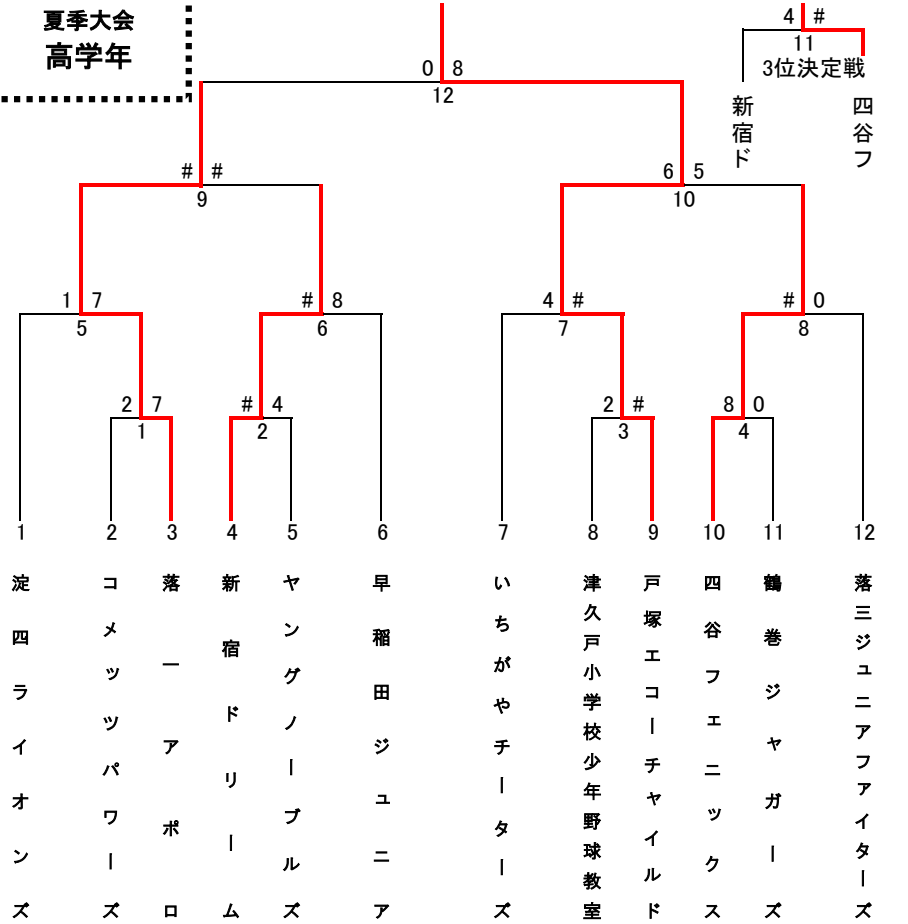 夏季大会
高学年
4 #
11
3位決定戦
新宿ド
四谷フ
0 8
12
# #
9
6 5
10
1 7
5
# 8
6
4 #
7
# 0
8
2 7
1
# 4
2
2 #
3
8 0
4
1 2 3 4 5 6 7 8 9 10 11 12
淀四ライオンズ
コメッツパワーズ
落一アポロ
新宿ドリーム
ヤングノーブルズ
早稲田ジュニア
いちがやチーターズ
津久戸小学校少年野球教室
戸塚エコーチャイルド
四谷フェニックス
鶴巻ジャガーズ
落三ジュニアファイターズ